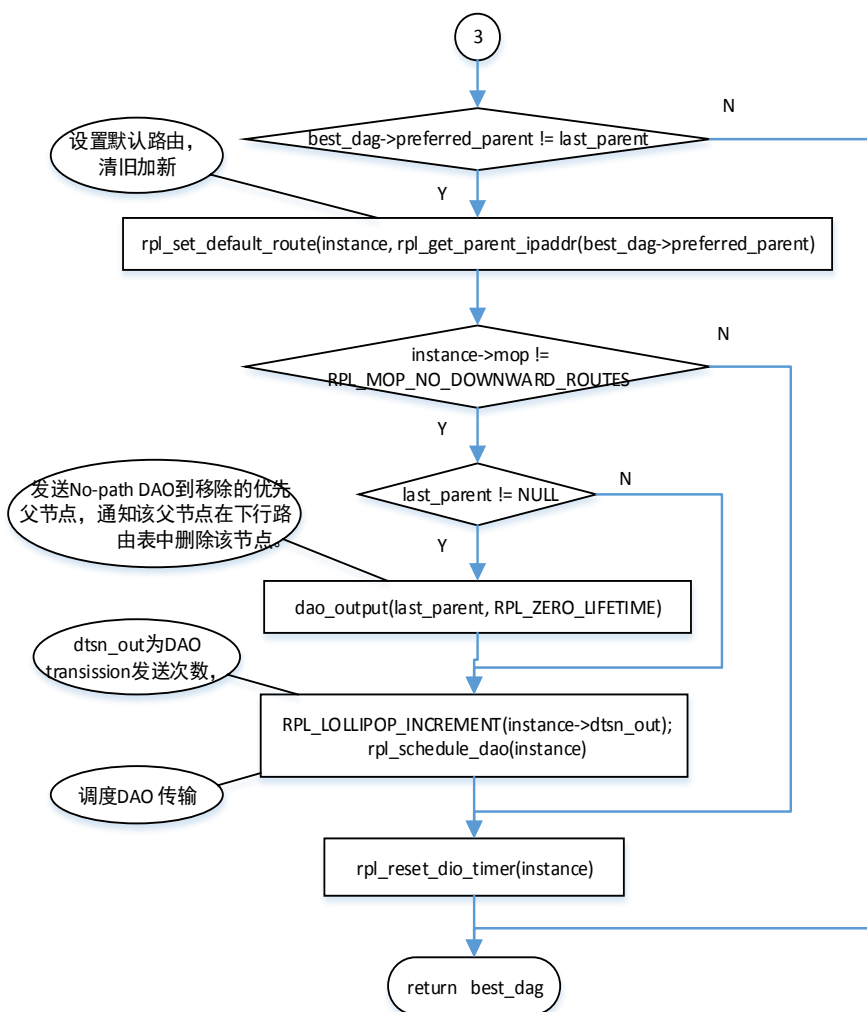 3
N
best_dag->preferred_parent != last_parent
设置默认路由，
清旧加新
Y
rpl_set_default_route(instance, rpl_get_parent_ipaddr(best_dag->preferred_parent)
N
instance->mop !=
RPL_MOP_NO_DOWNWARD_ROUTES
Y
N
last_parent != NULL
发送No-path DAO到移除的优先
父节点，通知该父节点在下行路
由表中删除该节点。
Y
dao_output(last_parent, RPL_ZERO_LIFETIME)
dtsn_out为DAO
transission发送次数，
RPL_LOLLIPOP_INCREMENT(instance->dtsn_out);
rpl_schedule_dao(instance)
调度DAO 传输
rpl_reset_dio_timer(instance)
return best_dag